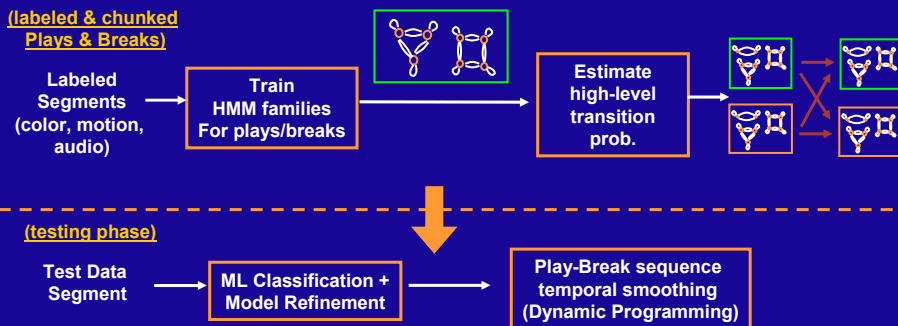 (labeled & chunked
Plays & Breaks)
Labeled
Segments
(color, motion,
audio)
Train
HMM families
For plays/breaks
Estimate
high-level
transition
prob.
(testing phase)
Test Data
Segment
ML Classification +
Model Refinement
Play-Break sequence
temporal smoothing
(Dynamic Programming)